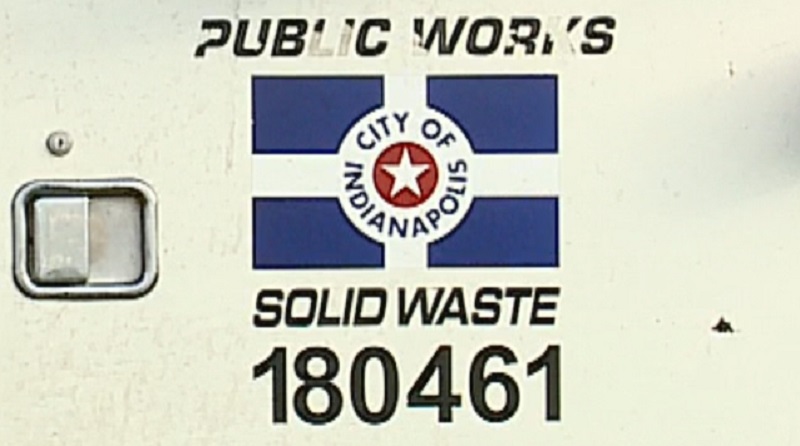 PUBLIC WORKS
CITY OF
INDIANAPOLIS
SOLID WASTE
180461